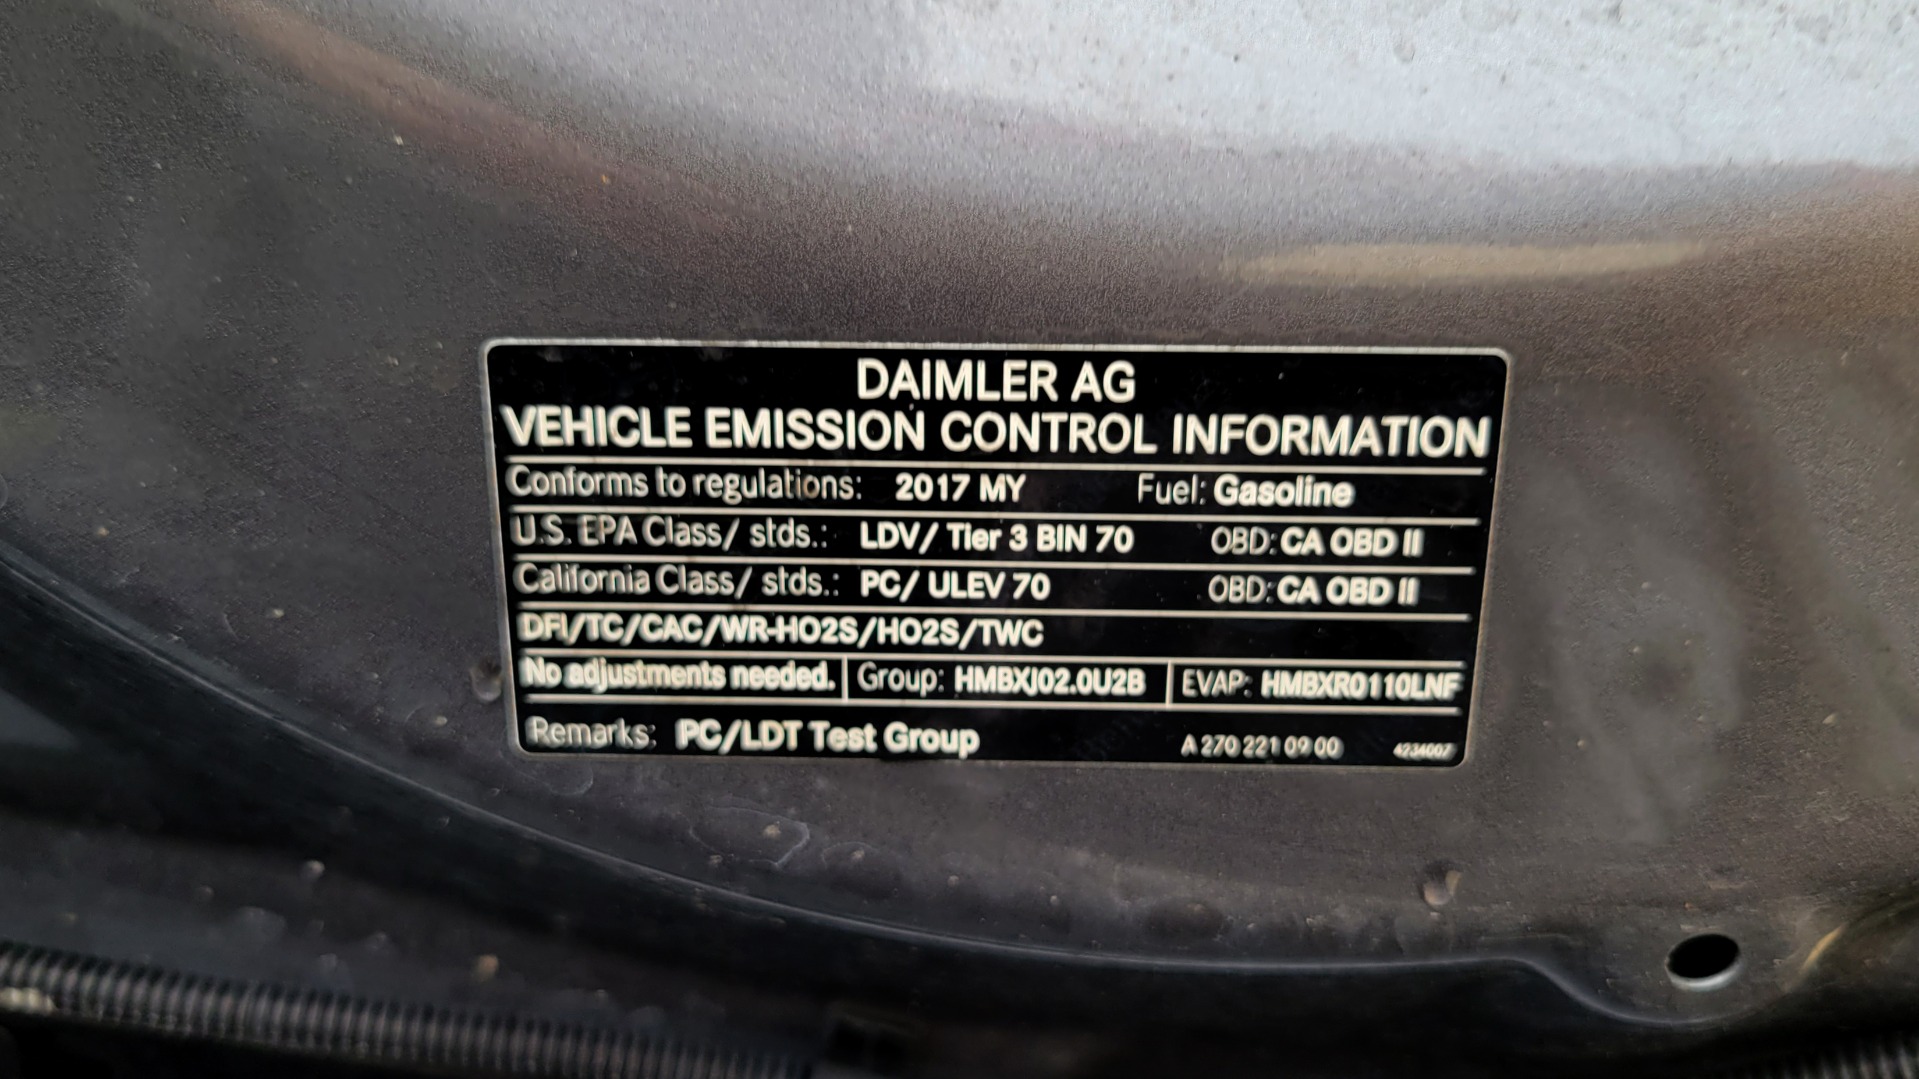 DAIMLER AG
VEHICLE EMISSION CONTROL INFORMATION
Conforms to regulations: 2017 MY Fuel: Gasoline
U.S. EPA Class/ stds.: LDV/ Tier 3 BIN 70 OBD: CA OBD II
California Class/ stds.: PC/ ULEV 70 OBD: CA OBD II
DFI/TC/CAC/WR-HO2S/HO2S/TWC
No adjustments needed. Group: HMBXJ02.0U2B EVAP: HMBXR0110LNF
Remarks: PC/LDT Test Group A 270 221 09 00 4234007